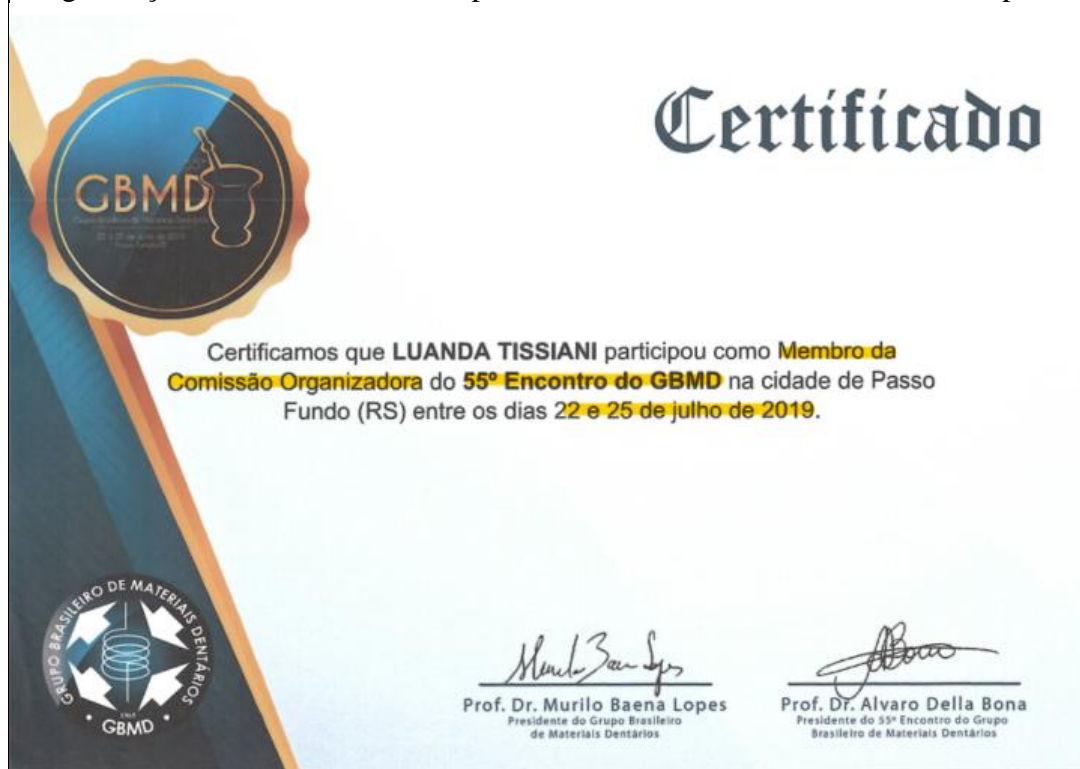 Certificado
GBMD
Certificamos que LUANDA TISSIANI participou como Membro da
Comissão Organizadora do 55º Encontro do GBMD na cidade de Passo
Fundo (RS) entre os dias 22 e 25 de julho de 2019.
GRUPO BRASILEIRO DE MATERIAIS DENTÁRIOS
GBMD
Prof. Dr. Murilo Baena Lopes
Presidente do Grupo Brasileiro
de Materiais Dentários
Prof. Dr. Alvaro Della Bona
Presidente do 55º Encontro do Grupo
Brasileiro de Materiais Dentários